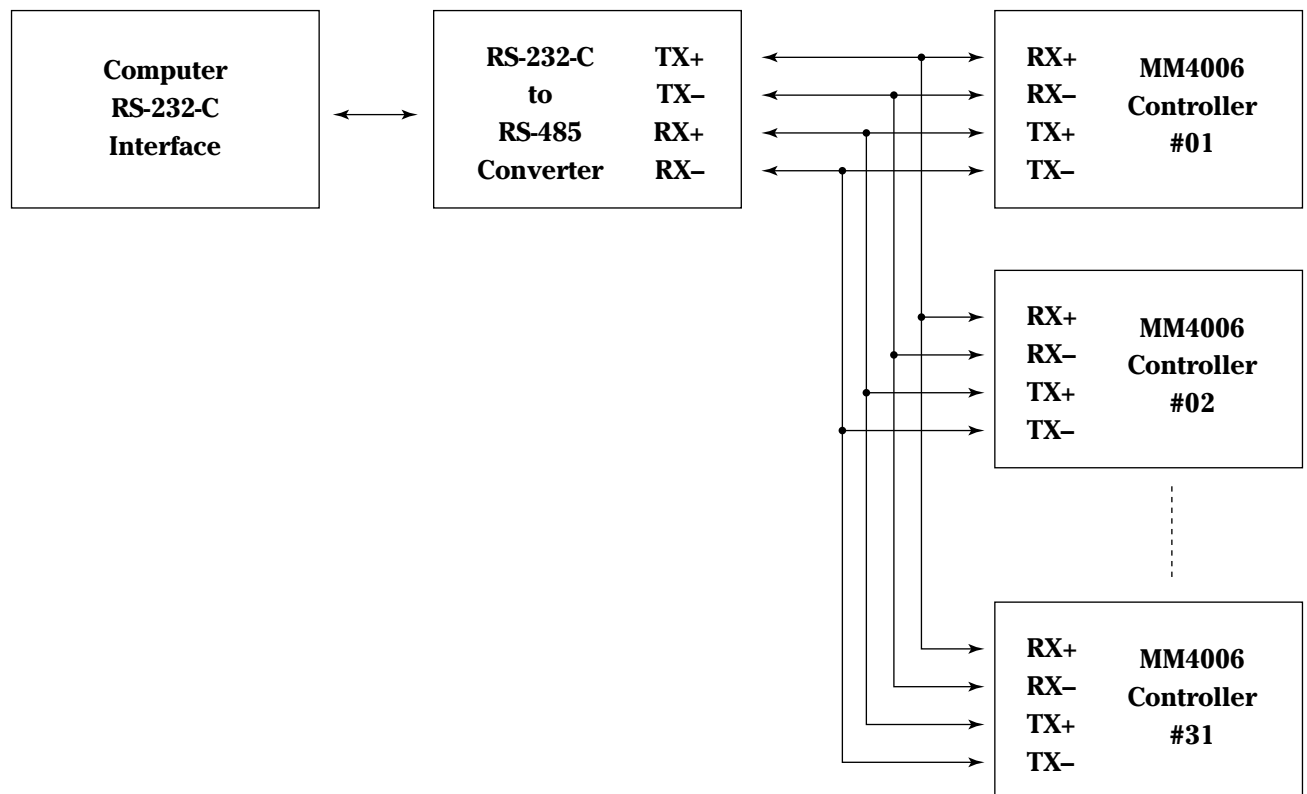 Computer
RS-232-C
Interface
RS-232-C
to
RS-485
Converter
TX+
TX–
RX+
RX–
RX+
RX–
TX+
TX–
MM4006
Controller
#01
RX+
RX–
TX+
TX–
MM4006
Controller
#02
RX+
RX–
TX+
TX–
MM4006
Controller
#31